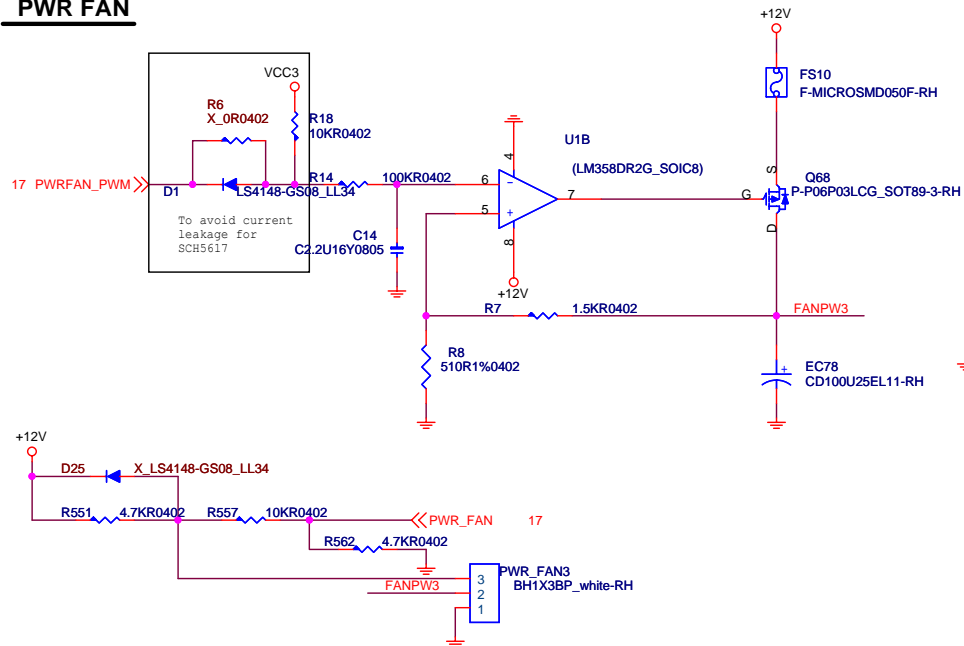 PWR FAN
+12V
FS10
F-MICROSMD050F-RH
VCC3
R6
X_0R0402
R18
10KR0402
U1B
(LM358DR2G_SOIC8)
4
S
17 PWRFAN_PWM
D1
LS4148-GS08_LL34
R14
100KR0402
6
-
7
G
Q68
P-P06P03LCG_SOT89-3-RH
5
+
D
To avoid current
leakage for
SCH5617
C14
C2.2U16Y0805
8
+12V
R7
1.5KR0402
FANPW3
R8
510R1%0402
+
EC78
CD100U25EL11-RH
+12V
D25
X_LS4148-GS08_LL34
R551
4.7KR0402
R557
10KR0402
PWR_FAN 17
R562
4.7KR0402
PWR_FAN3
BH1X3BP_white-RH
FANPW3
3
2
1